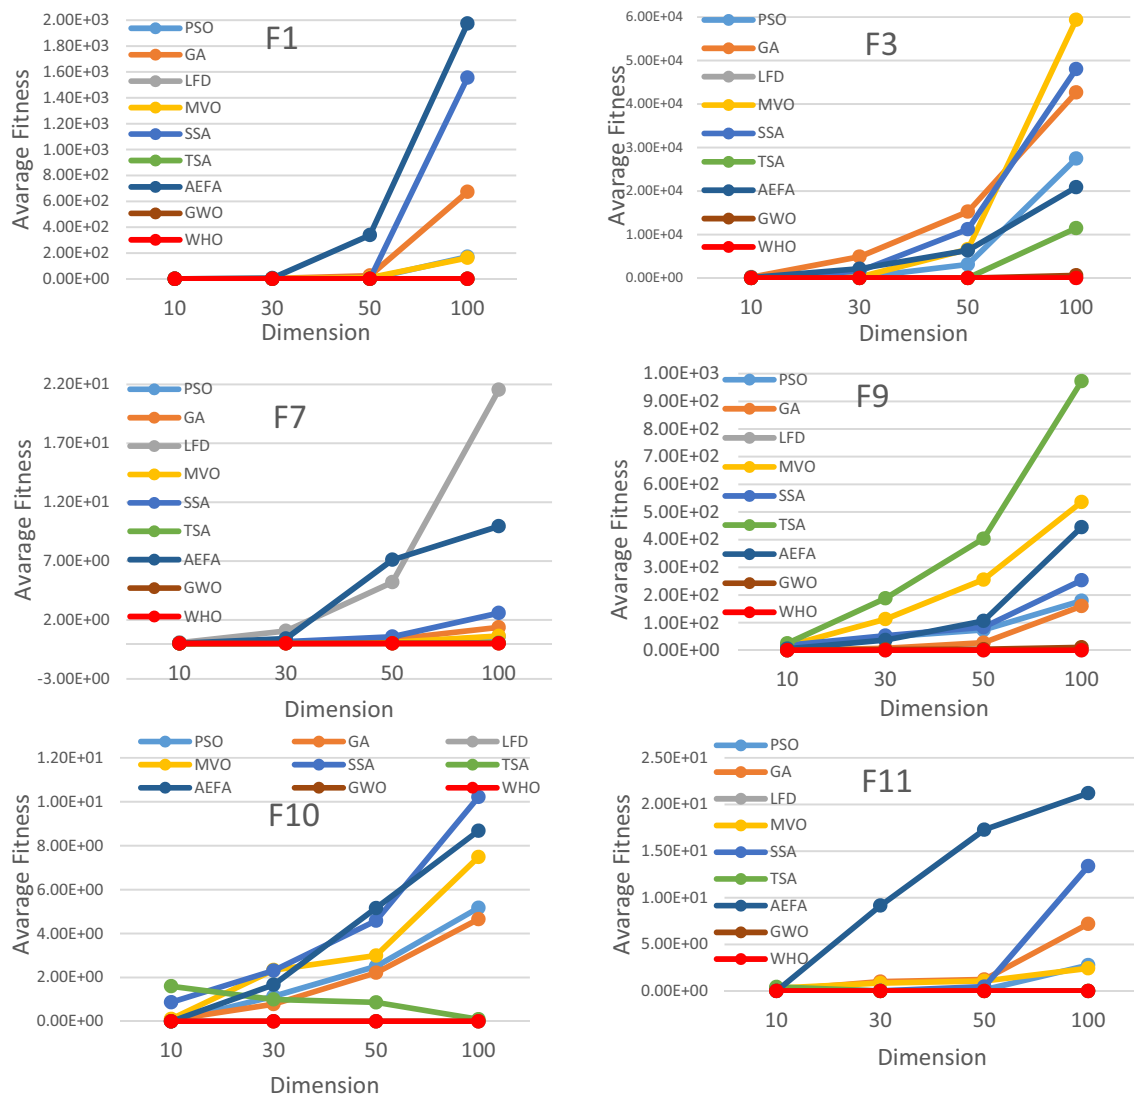 F1
2.00E+03
1.80E+03
1.60E+03
1.40E+03
1.20E+03
1.00E+03
8.00E+02
6.00E+02
4.00E+02
2.00E+02
0.00E+00
PSO
GA
LFD
MVO
SSA
TSA
AEFA
GWO
WHO
Avarage Fitness
10 30 50 100
Dimension
F3
6.00E+04
5.00E+04
4.00E+04
3.00E+04
2.00E+04
1.00E+04
0.00E+00
PSO
GA
LFD
MVO
SSA
TSA
AEFA
GWO
WHO
Avarage Fitness
10 30 50 100
Dimension
F7
2.20E+01
1.70E+01
1.20E+01
7.00E+00
2.00E+00
-3.00E+00
PSO
GA
LFD
MVO
SSA
TSA
AEFA
GWO
WHO
Avarage Fitness
10 30 50 100
Dimension
F9
1.00E+03
9.00E+02
8.00E+02
7.00E+02
6.00E+02
5.00E+02
4.00E+02
3.00E+02
2.00E+02
1.00E+02
0.00E+00
PSO
GA
LFD
MVO
SSA
TSA
AEFA
GWO
WHO
Avarage Fitness
10 30 50 100
Dimension
PSO GA LFD
MVO SSA TSA
AEFA GWO WHO
F10
1.20E+01
1.00E+01
8.00E+00
6.00E+00
4.00E+00
2.00E+00
0.00E+00
Avarage Fitness
10 30 50 100
Dimension
F11
2.50E+01
2.00E+01
1.50E+01
1.00E+01
5.00E+00
0.00E+00
PSO
GA
LFD
MVO
SSA
TSA
AEFA
GWO
WHO
Avarage Fitness
10 30 50 100
Dimension